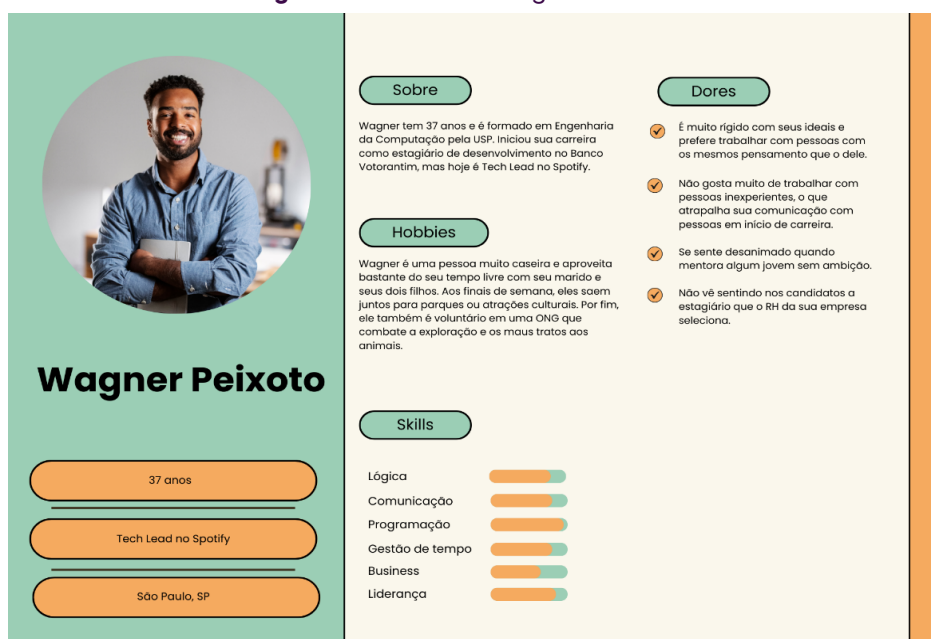 Wagner Peixoto
37 anos
Tech Lead no Spotify
São Paulo, SP
Sobre
Wagner tem 37 anos e é formado em Engenharia
da Computação pela USP. Iniciou sua carreira
como estagiário de desenvolvimento no Banco
Votorantim, mas hoje é Tech Lead no Spotify.
Hobbies
Wagner é uma pessoa muito caseira e aproveita
bastante do seu tempo livre com seu marido e
seus dois filhos. Aos finais de semana, eles saem
juntos para parques ou atrações culturais. Por fim,
ele também é voluntário em uma ONG que
combate a exploração e os maus tratos aos
animais.
Skills
Lógica
Comunicação
Programação
Gestão de tempo
Business
Liderança
Dores
É muito rígido com seus ideais e
prefere trabalhar com pessoas com
os mesmos pensamento que o dele.
Não gosta muito de trabalhar com
pessoas inexperientes, o que
atrapalha sua comunicação com
pessoas em início de carreira.
Se sente desanimado quando
mentora algum jovem sem ambição.
Não vê sentindo nos candidatos a
estagiário que o RH da sua empresa
seleciona.